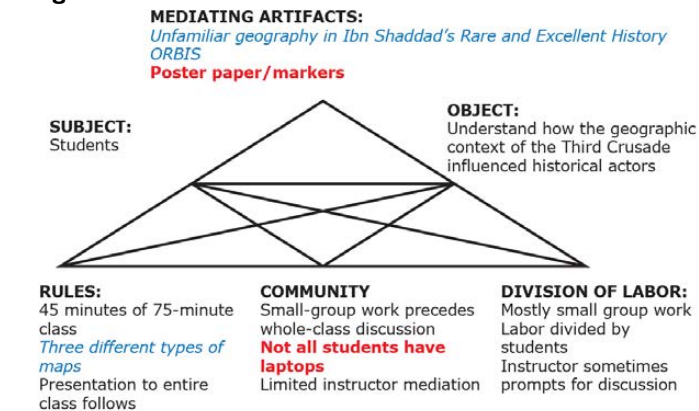 MEDIATING ARTIFACTS:
Unfamiliar geography in Ibn Shaddad's Rare and Excellent History
ORBIS
Poster paper/markers
SUBJECT:
Students
OBJECT:
Understand how the geographic
context of the Third Crusade
influenced historical actors
RULES:
45 minutes of 75-minute
class
Three different types of
maps
Presentation to entire
class follows
COMMUNITY
Small-group work precedes
whole-class discussion
Not all students have
laptops
Limited instructor mediation
DIVISION OF LABOR:
Mostly small group work
Labor divided by
students
Instructor sometimes
prompts for discussion